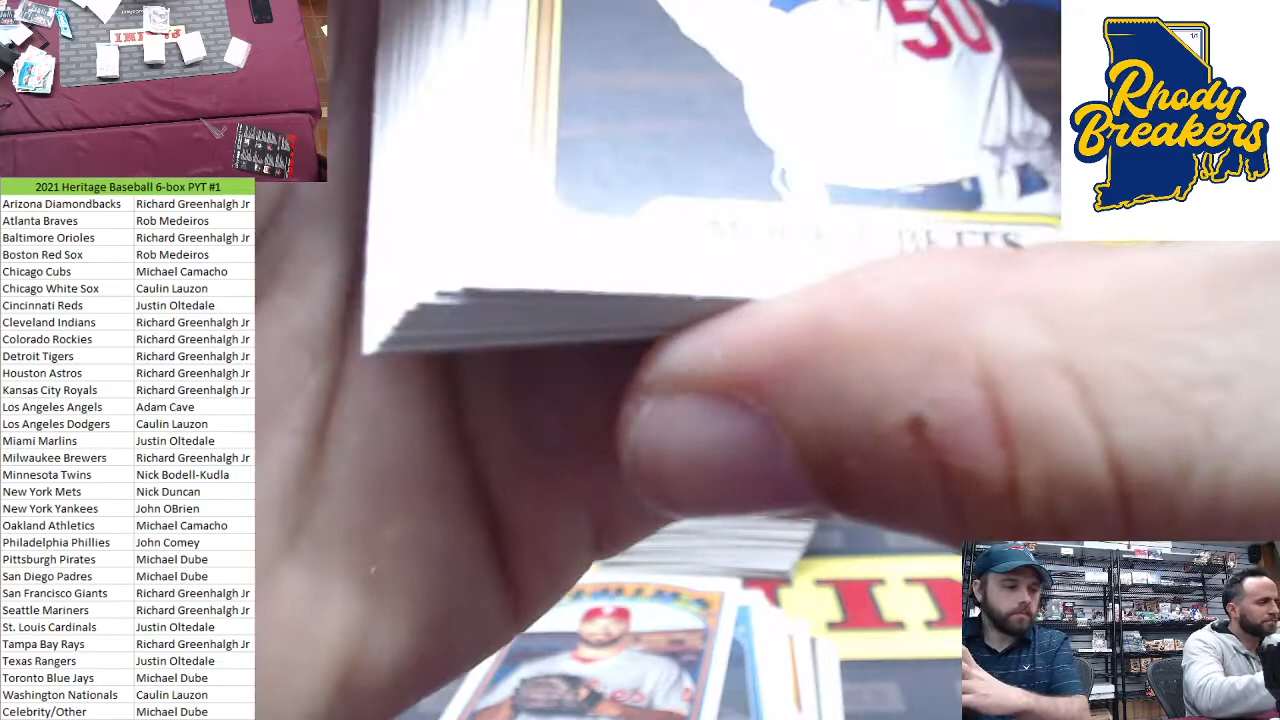 Rhody
Breakers
1/1
50
2021 Heritage Baseball 6-box PYT #1
Arizona Diamondbacks Richard Greenhalgh Jr
Atlanta Braves Rob Medeiros
Baltimore Orioles Richard Greenhalgh Jr
Boston Red Sox Rob Medeiros
Chicago Cubs Michael Camacho
Chicago White Sox Caulin Lauzon
Cincinnati Reds Justin Oltedale
Cleveland Indians Richard Greenhalgh Jr
Colorado Rockies Richard Greenhalgh Jr
Detroit Tigers Richard Greenhalgh Jr
Houston Astros Richard Greenhalgh Jr
Kansas City Royals Richard Greenhalgh Jr
Los Angeles Angels Adam Cave
Los Angeles Dodgers Caulin Lauzon
Miami Marlins Justin Oltedale
Milwaukee Brewers Richard Greenhalgh Jr
Minnesota Twins Nick Bodell-Kudla
New York Mets Nick Duncan
New York Yankees John OBrien
Oakland Athletics Michael Camacho
Philadelphia Phillies John Comey
Pittsburgh Pirates Michael Dube
San Diego Padres Michael Dube
San Francisco Giants Richard Greenhalgh Jr
Seattle Mariners Richard Greenhalgh Jr
St. Louis Cardinals Justin Oltedale
Tampa Bay Rays Richard Greenhalgh Jr
Texas Rangers Justin Oltedale
Toronto Blue Jays Michael Dube
Washington Nationals Caulin Lauzon
Celebrity/Other Michael Dube